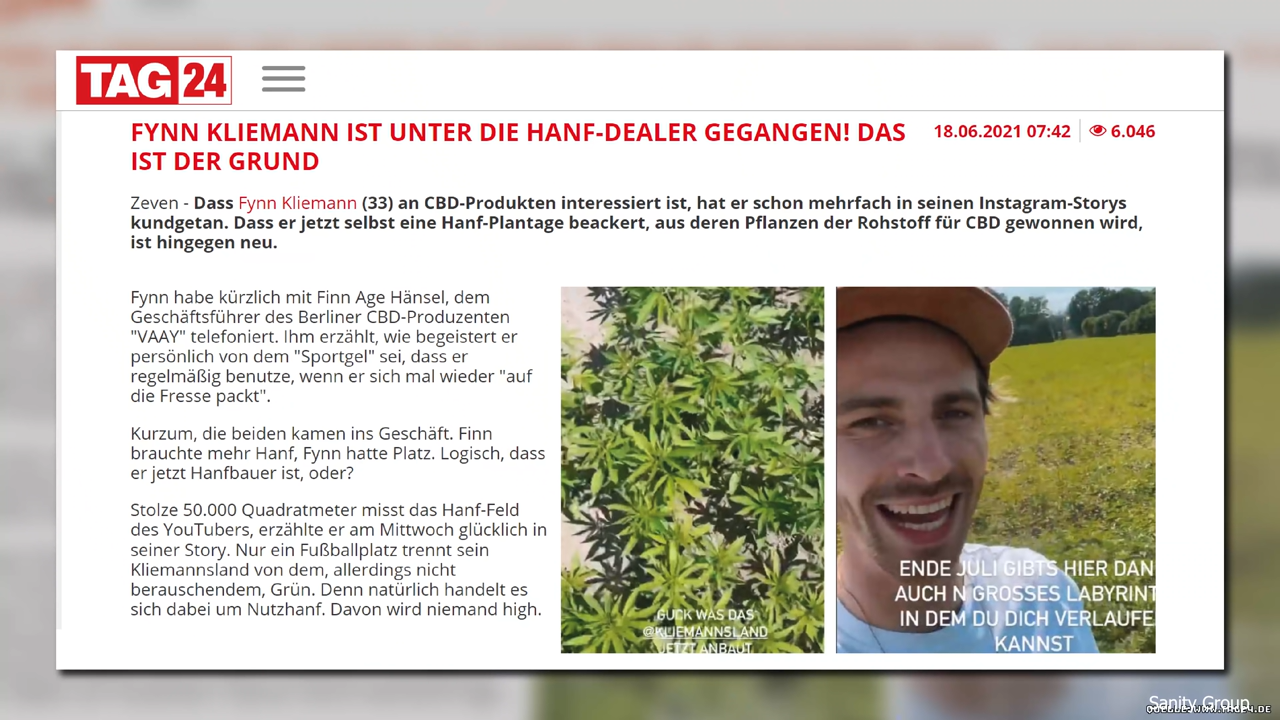 TAG24
FYNN KLIEMANN IST UNTER DIE HANF-DEALER GEGANGEN! DAS
IST DER GRUND
18.06.2021 07:42
6.046
Zeven - Dass Fynn Kliemann (33) an CBD-Produkten interessiert ist, hat er schon mehrfach in seinen Instagram-Storys
kundgetan. Dass er jetzt selbst eine Hanf-Plantage beackert, aus deren Pflanzen der Rohstoff für CBD gewonnen wird,
ist hingegen neu.
Fynn habe kürzlich mit Finn Age Hänsel, dem
Geschäftsführer des Berliner CBD-Produzenten
"VAAY" telefoniert. Ihm erzählt, wie begeistert er
persönlich von dem "Sportgel" sei, dass er
regelmäßig benutze, wenn er sich mal wieder "auf
die Fresse packt".
Kurzum, die beiden kamen ins Geschäft. Finn
brauchte mehr Hanf, Fynn hatte Platz. Logisch, dass
er jetzt Hanfbauer ist, oder?
Stolze 50.000 Quadratmeter misst das Hanf-Feld
des YouTubers, erzählte er am Mittwoch glücklich in
seiner Story. Nur ein Fußballplatz trennt sein
Kliemannsland von dem, allerdings nicht
berauschendem, Grün. Denn natürlich handelt es
sich dabei um Nutzhanf. Davon wird niemand high.
GUCK WAS DAS
@KLIEMANNSLAND
JETZT ANBAUT
ENDE JULI GIBTS HIER DAN
AUCH N GROSSES LABYRINT
IN DEM DU DICH VERLAUFE
KANNST
Sanity Group